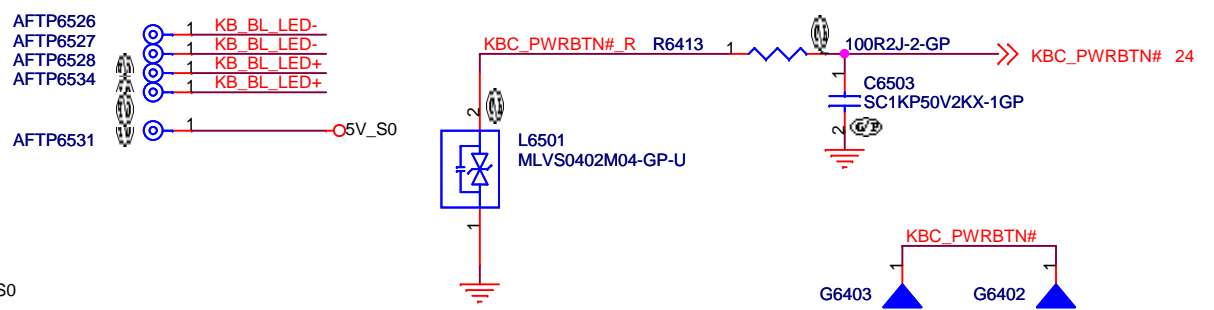 AFTP6526
1 KB_BL_LED-
AFTP6527
1 KB_BL_LED-
AFTP6528
1 KB_BL_LED+
AFTP6534
1 KB_BL_LED+
AFTP6531
1 5V_S0
KBC_PWRBTN#_R R6413 1 100R2J-2-GP
KBC_PWRBTN# 24
1
C6503
SC1KP50V2KX-1GP
2
2
L6501
MLVS0402M04-GP-U
1
KBC_PWRBTN#
1 1
G6403 G6402
S0